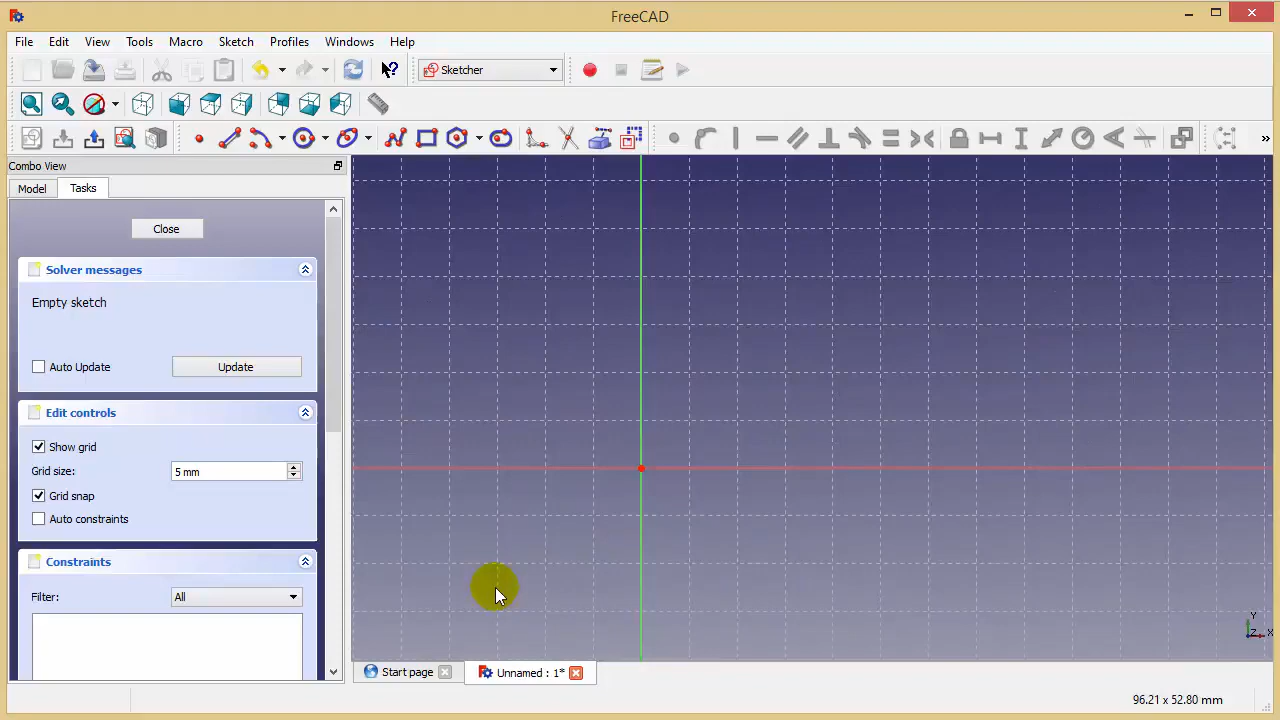 FreeCAD
File Edit View Tools Macro Sketch Profiles Windows Help
Sketcher
Combo View
Model Tasks
Close
Solver messages
Empty sketch
Auto Update Update
Edit controls
Show grid
Grid size: 5 mm
Grid snap
Auto constraints
Constraints
Filter: All
Y
Z X
Start page Unnamed : 1*
96.21 x 52.80 mm